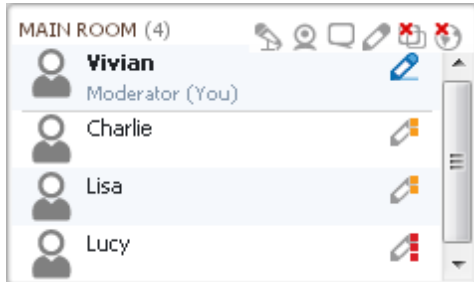 MAIN ROOM (4)
Vivian
Moderator (You)
Charlie
Lisa
Lucy